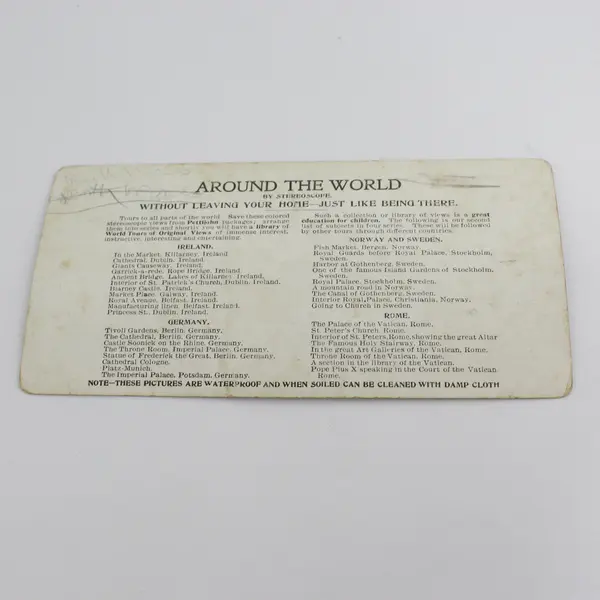 AROUND THE WORLD
BY STEREOSCOPE
WITHOUT LEAVING YOUR HOME—JUST LIKE BEING THERE.
Tours to all parts of the world Save these colored
stereoscopic views from Pettijohn packages; arrange
them into series and shortly you will have a library of
World Tours of Original Views of immense interest,
instructive, interesting and entertaining.
IRELAND.
In the Market, Killarney, Ireland
Cathedral, Dublin, Ireland.
Giants Causeway, Ireland.
Garrick-a-rede, Rope Bridge, Ireland.
Ancient Bridge, Lakes of Killarney, Ireland.
Interior of St. Patrick's Church, Dublin, Ireland.
Blarney Castle, Ireland.
Market Place, Galway, Ireland.
Royal Avenue, Belfast, Ireland.
Manufacturing linen, Belfast, Ireland.
Princess St., Dublin, Ireland.
GERMANY.
Tivoli Gardens, Berlin, Germany.
The Cathedral, Berlin, Germany.
Castle Sooneck on the Rhine, Germany.
The Throne Room, Imperial Palace, Germany.
Statue of Frederick the Great, Berlin, Germany.
Cathedral Cologne.
Platz-Munich.
The Imperial Palace, Potsdam, Germany.
Such a collection or library of views is a great
education for children. The following is our second
list of subjects in four series. These will be followed
by other tours through different countries.
NORWAY AND SWEDEN.
Fish Market, Bergen, Norway
Royal Guards before Royal Palace, Stockholm,
Sweden.
Harbor at Gothenberg, Sweden.
One of the famous Island Gardens of Stockholm,
Sweden.
Royal Palace, Stockholm, Sweden.
A mountain road in Norway.
The Canal of Gothenberg, Sweden.
Interior Royal Palace, Christiania, Norway.
Going to Church in Sweden.
ROME.
The Palace of the Vatican, Rome.
St. Peter's Church, Rome.
Interior of St. Peters, Rome, showing the great Altar
The Famous Holy Stairway, Rome.
In the great Art Galleries of the Vatican, Rome.
Throne Room of the Vatican, Rome.
A section in the library of the Vatican.
Pope Pius X speaking in the Court of the Vatican
Rome.
NOTE—THESE PICTURES ARE WATERPROOF AND WHEN SOILED CAN BE CLEANED WITH DAMP CLOTH